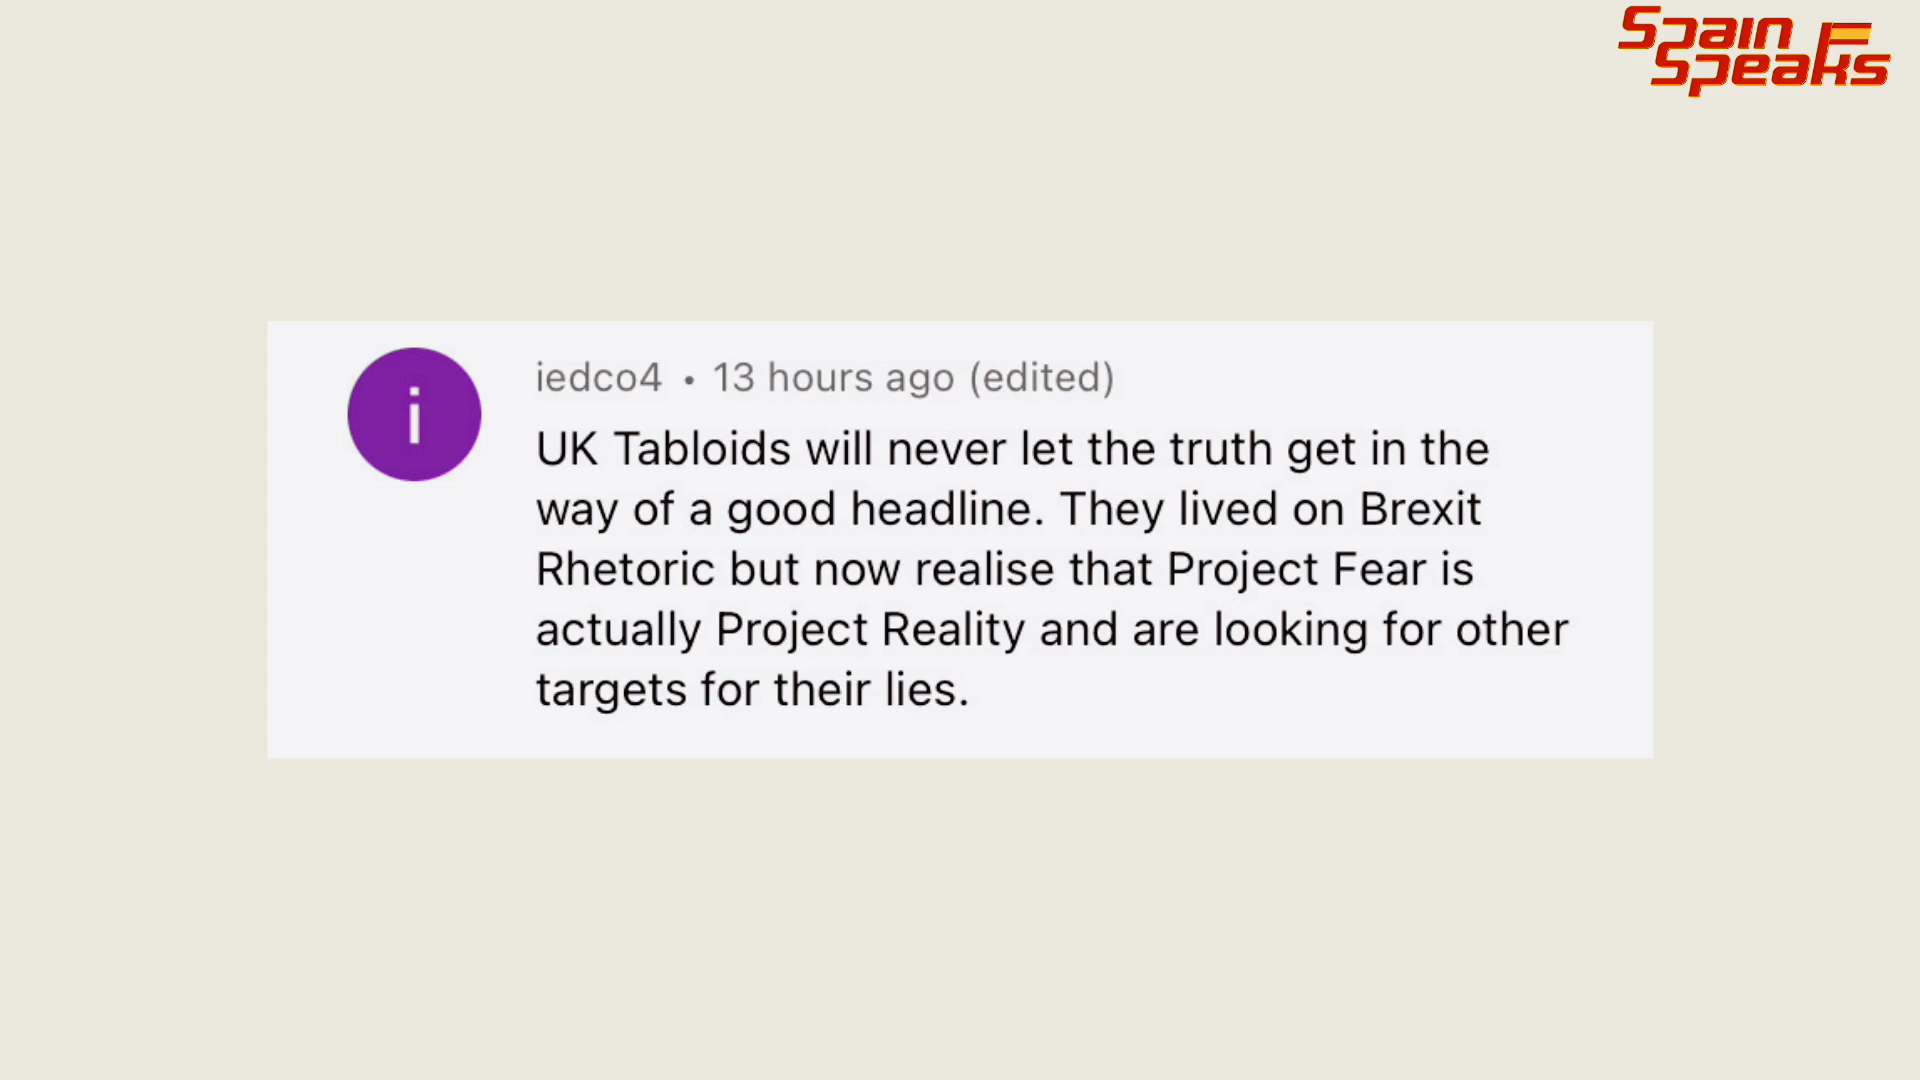 Spain
Speaks
i
iedco4 • 13 hours ago (edited)
UK Tabloids will never let the truth get in the
way of a good headline. They lived on Brexit
Rhetoric but now realise that Project Fear is
actually Project Reality and are looking for other
targets for their lies.